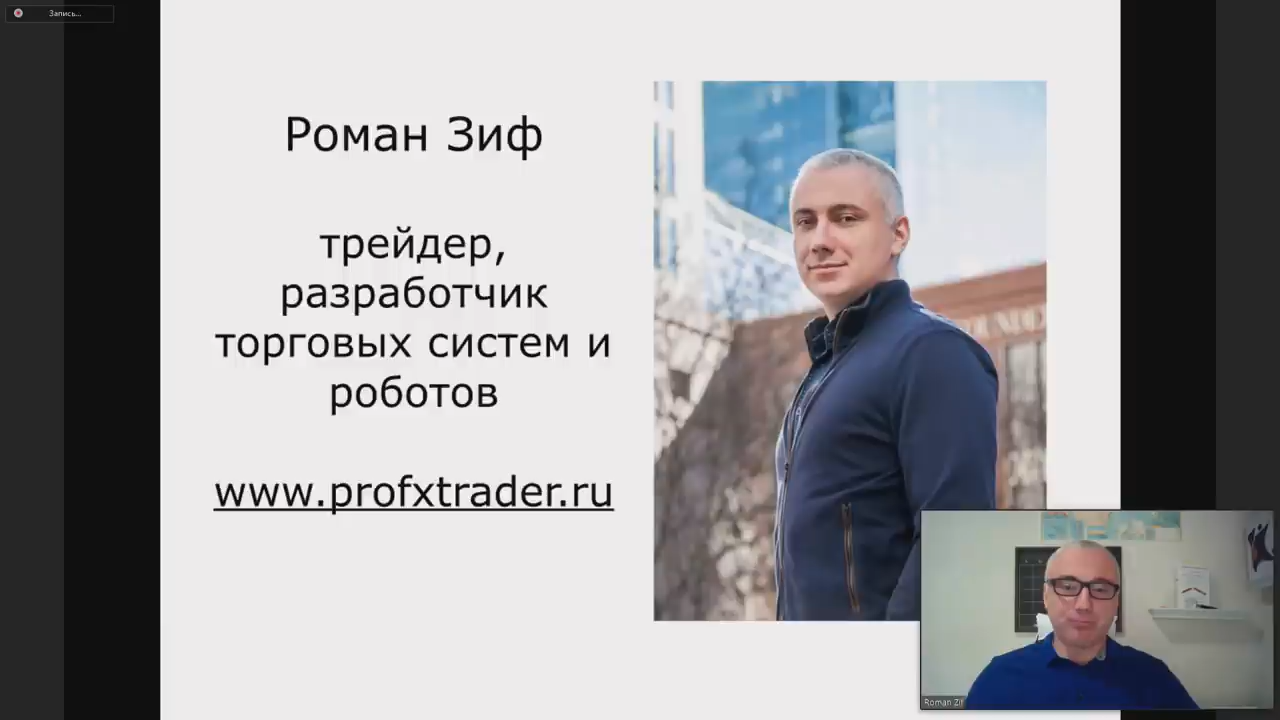 Запись...
Роман Зиф
трейдер,
разработчик
торговых систем и
роботов
www.profxtrader.ru
Roman Zif